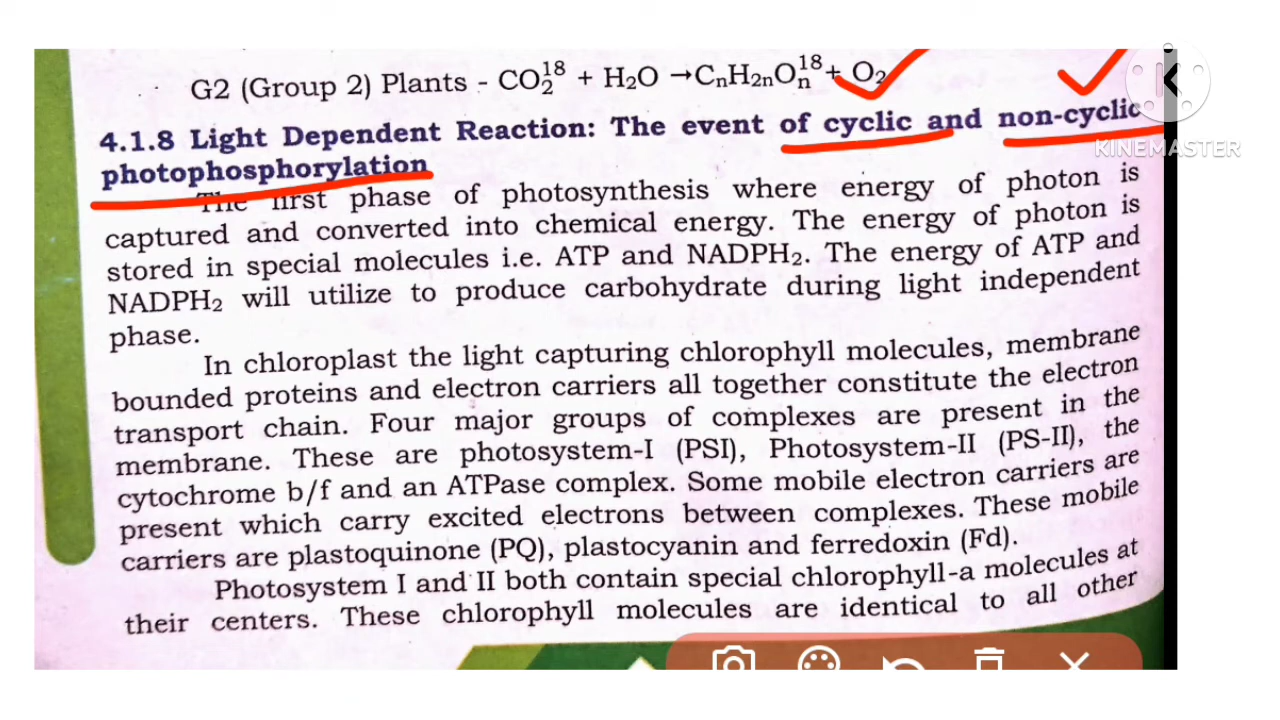 G2 (Group 2) Plants - CO₂¹⁸ + H₂O →CₙH₂ₙOₙ¹⁸+ O₂
4.1.8 Light Dependent Reaction: The event of cyclic and non-cyclic
KINEMASTER
photophosphorylation
The first phase of photosynthesis where energy of photon is
captured and converted into chemical energy. The energy of photon is
stored in special molecules i.e. ATP and NADPH₂. The energy of ATP and
NADPH₂ will utilize to produce carbohydrate during light independent
phase.
In chloroplast the light capturing chlorophyll molecules, membrane
bounded proteins and electron carriers all together constitute the electron
transport chain. Four major groups of complexes are present in the
membrane. These are photosystem-I (PSI), Photosystem-II (PS-II), the
cytochrome b/f and an ATPase complex. Some mobile electron carriers are
present which carry excited electrons between complexes. These mobile
carriers are plastoquinone (PQ), plastocyanin and ferredoxin (Fd).
Photosystem I and II both contain special chlorophyll-a molecules at
their centers. These chlorophyll molecules are identical to all other